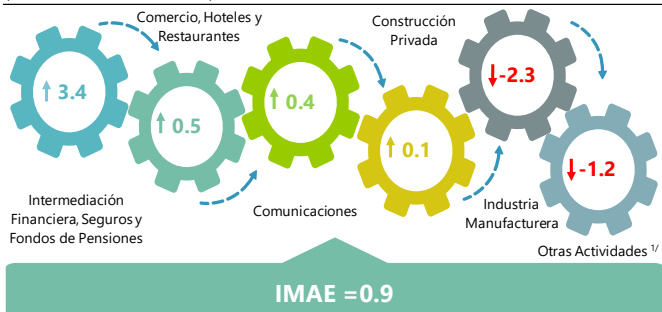 Comercio, Hoteles y
Restaurantes
Construcción
Privada
↑ 3.4
↑ 0.5
↑ 0.4
↑ 0.1
↓-2.3
↓-1.2
Intermediación
Financiera, Seguros y
Fondos de Pensiones
Comunicaciones
Industria
Manufacturera
Otras Actividades 1/
IMAE =0.9